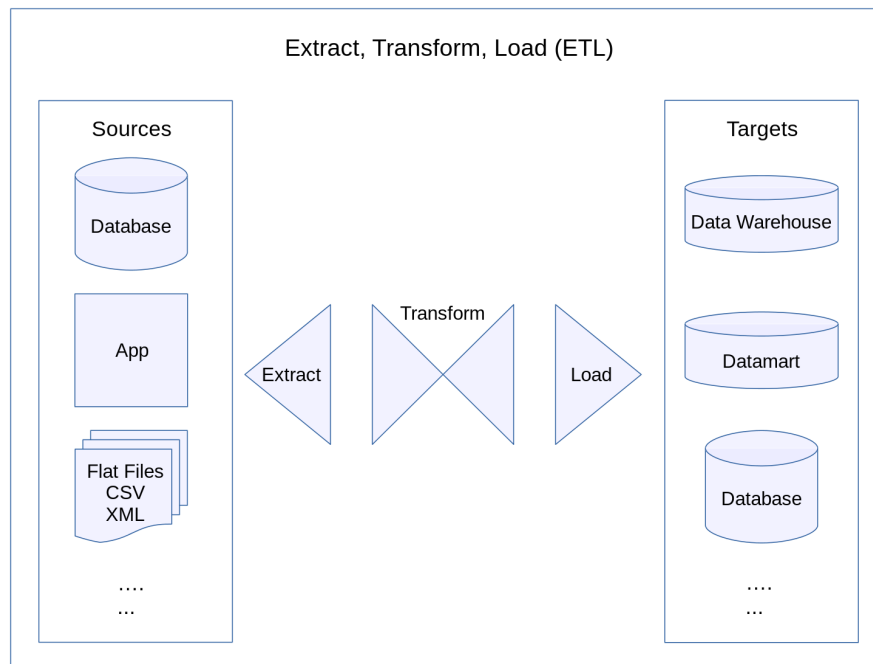 Extract, Transform, Load (ETL)
Sources
Database
App
Flat Files
CSV
XML
....
...
Extract
Transform
Load
Targets
Data Warehouse
Datamart
Database
....
...